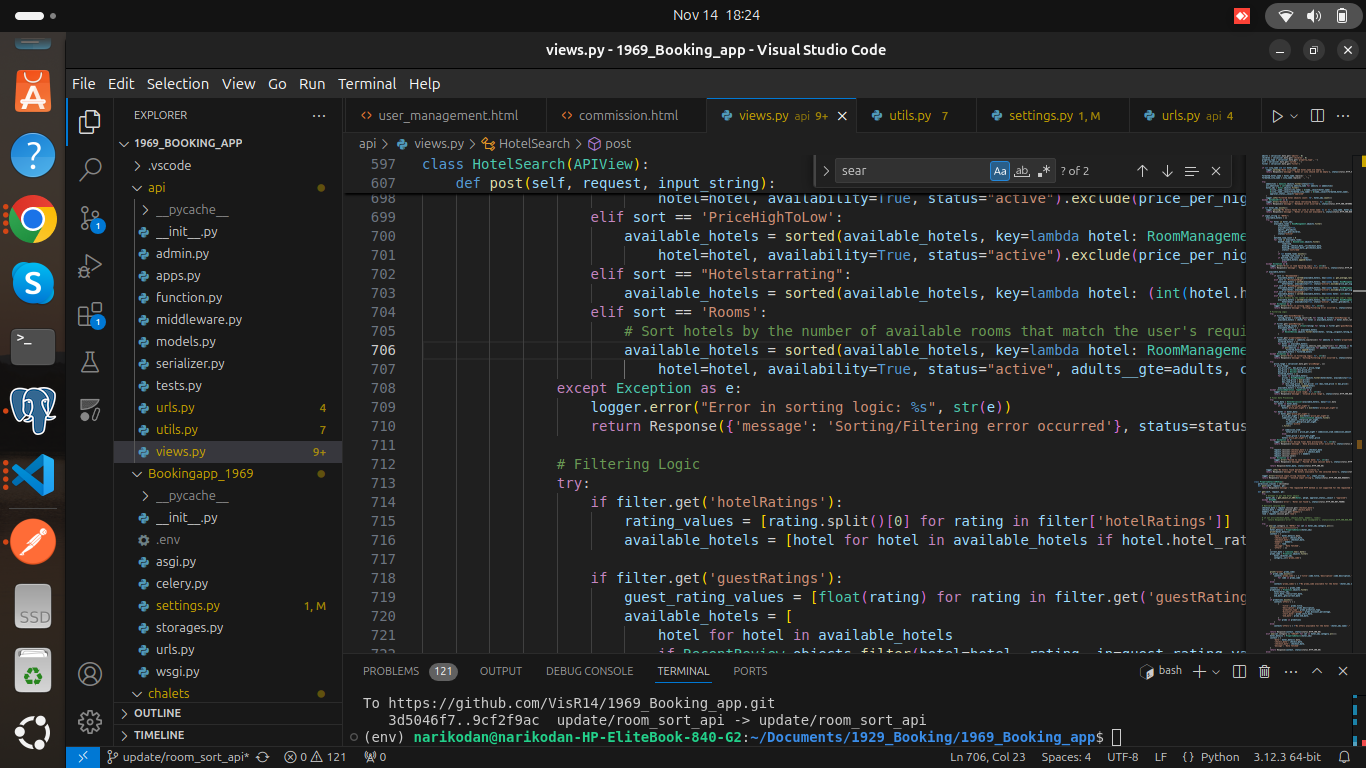 Nov 14 18:24
views.py - 1969_Booking_app - Visual Studio Code
File Edit Selection View Go Run Terminal Help
EXPLORER
1969_BOOKING_APP
.vscode
api
__pycache__
__init__.py
admin.py
apps.py
function.py
middleware.py
models.py
serializer.py
tests.py
urls.py 4
utils.py 7
views.py 9+
Bookingapp_1969
__pycache__
__init__.py
.env
asgi.py
celery.py
settings.py 1, M
storages.py
urls.py
wsgi.py
chalets
OUTLINE
TIMELINE
user_management.html commission.html views.py api 9+ utils.py 7 settings.py 1, M urls.py api 4
api > views.py > HotelSearch > post
sear Aa ab .* ? of 2
597 class HotelSearch(APIView):
607 def post(self, request, input_string):
698 hotel=hotel, availability=True, status="active").exclude(price_per_nig
699 elif sort == 'PriceHighToLow':
700 available_hotels = sorted(available_hotels, key=lambda hotel: RoomManageme
701 hotel=hotel, availability=True, status="active").exclude(price_per_nig
702 elif sort == "Hotelstarrating":
703 available_hotels = sorted(available_hotels, key=lambda hotel: (int(hotel.h
704 elif sort == 'Rooms':
705 # Sort hotels by the number of available rooms that match the user's requi
706 available_hotels = sorted(available_hotels, key=lambda hotel: RoomManageme
707 hotel=hotel, availability=True, status="active", adults__gte=adults, c
708 except Exception as e:
709 logger.error("Error in sorting logic: %s", str(e))
710 return Response({'message': 'Sorting/Filtering error occurred'}, status=status
711
712 # Filtering Logic
713 try:
714 if filter.get('hotelRatings'):
715 rating_values = [rating.split()[0] for rating in filter['hotelRatings']]
716 available_hotels = [hotel for hotel in available_hotels if hotel.hotel_rat
717
718 if filter.get('guestRatings'):
719 guest_rating_values = [float(rating) for rating in filter.get('guestRating
720 available_hotels = [
721 hotel for hotel in available_hotels
PROBLEMS 121 OUTPUT DEBUG CONSOLE TERMINAL PORTS bash
To https://github.com/VisR14/1969_Booking_app.git
3d5046f7..9cf2f9ac update/room_sort_api -> update/room_sort_api
(env) narikodan@narikodan-HP-EliteBook-840-G2:~/Documents/1929_Booking/1969_Booking_app$
update/room_sort_api* 0 121 0 Ln 706, Col 23 Spaces: 4 UTF-8 LF {} Python 3.12.3 64-bit
1
1
>_
SSD